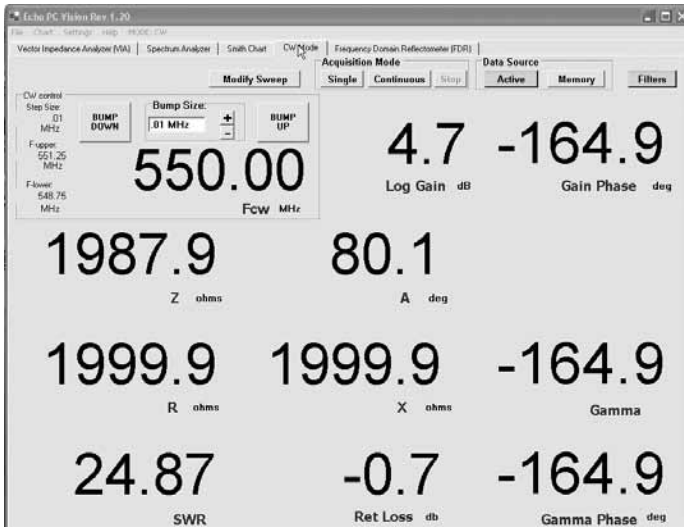 Echo PC Vision Rev 1.20
File Chart Settings Help MODE: CW
Vector Impedance Analyzer (VIA) Spectrum Analyzer Smith Chart CW Mode Frequency Domain Reflectometer (FDR)
Acquisition Mode Data Source
Modify Sweep Single Continuous Stop Active Memory Filters
CW control
Step Size:
.01
MHz
BUMP DOWN
Bump Size:
.01 MHz
+
-
BUMP UP
F-upper:
551.25
MHz
F-lower:
548.75
MHz
550.00
Fcw MHz
4.7 -164.9
Log Gain dB Gain Phase deg
1987.9 80.1
Z ohms A deg
1999.9 1999.9 -164.9
R ohms X ohms Gamma
24.87 -0.7 -164.9
SWR Ret Loss db Gamma Phase deg